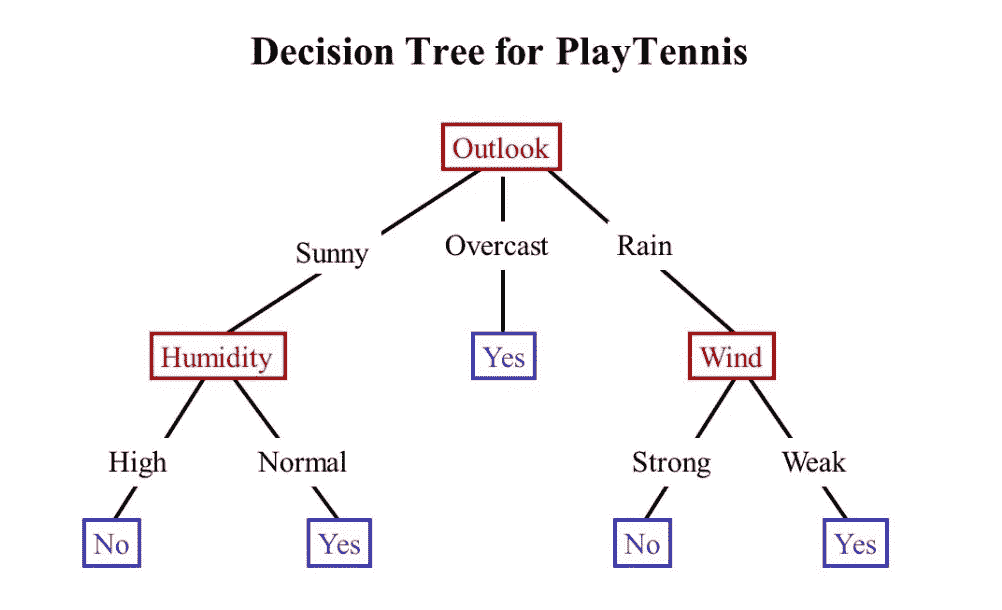 Decision Tree for PlayTennis
Outlook
Sunny Overcast Rain
Humidity Yes Wind
High Normal Strong Weak
No Yes No Yes